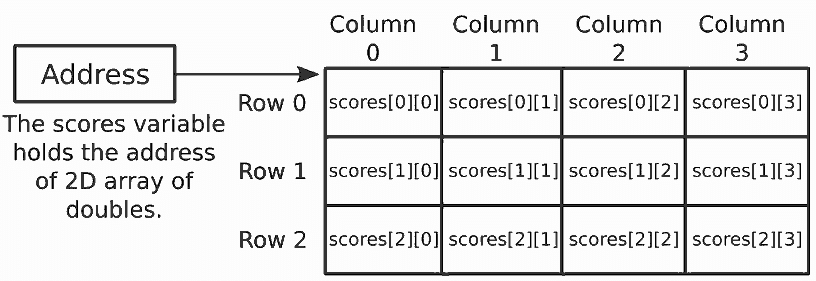 Column Column Column Column
0 1 2 3
Address
Row 0 scores[0][0] scores[0][1] scores[0][2] scores[0][3]
The scores variable
holds the address
of 2D array of
doubles.
Row 1 scores[1][0] scores[1][1] scores[1][2] scores[1][3]
Row 2 scores[2][0] scores[2][1] scores[2][2] scores[2][3]